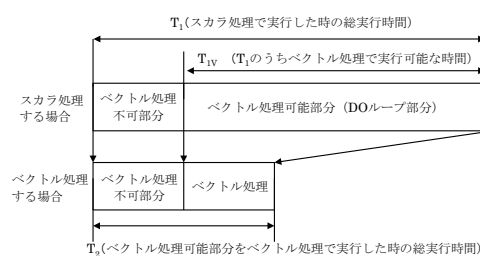 T₁(スカラ処理で実行した時の総実行時間)
T₁ᵥ (T₁のうちベクトル処理で実行可能な時間)
スカラ処理
する場合
ベクトル処理
不可部分
ベクトル処理可能部分(DOループ部分)
ベクトル処理
する場合
ベクトル処理
不可部分
ベクトル処理
T₂(ベクトル処理可能部分をベクトル処理で実行した時の総実行時間)